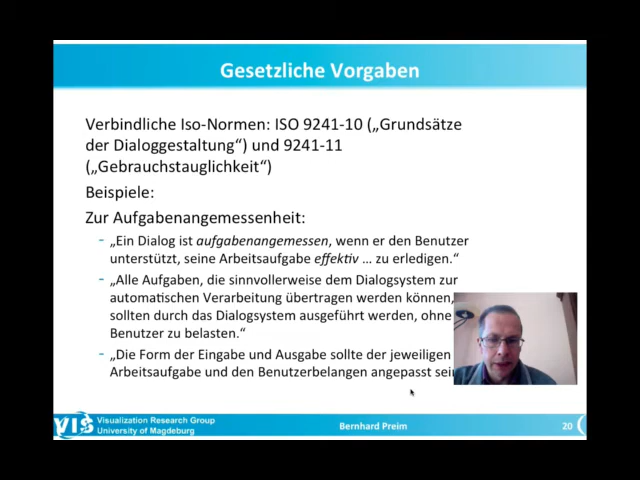 Gesetzliche Vorgaben
Verbindliche Iso-Normen: ISO 9241-10 („Grundsätze
der Dialoggestaltung“) und 9241-11
(„Gebrauchstauglichkeit“)
Beispiele:
Zur Aufgabenangemessenheit:
- „Ein Dialog ist aufgabenangemessen, wenn er den Benutzer
unterstützt, seine Arbeitsaufgabe effektiv … zu erledigen.“
- „Alle Aufgaben, die sinnvollerweise dem Dialogsystem zur
automatischen Verarbeitung übertragen werden können,
sollten durch das Dialogsystem ausgeführt werden, ohne
Benutzer zu belasten.“
- „Die Form der Eingabe und Ausgabe sollte der jeweiligen
Arbeitsaufgabe und den Benutzerbelangen angepasst
VIS
Visualization Research Group
University of Magdeburg
Bernhard Preim
20